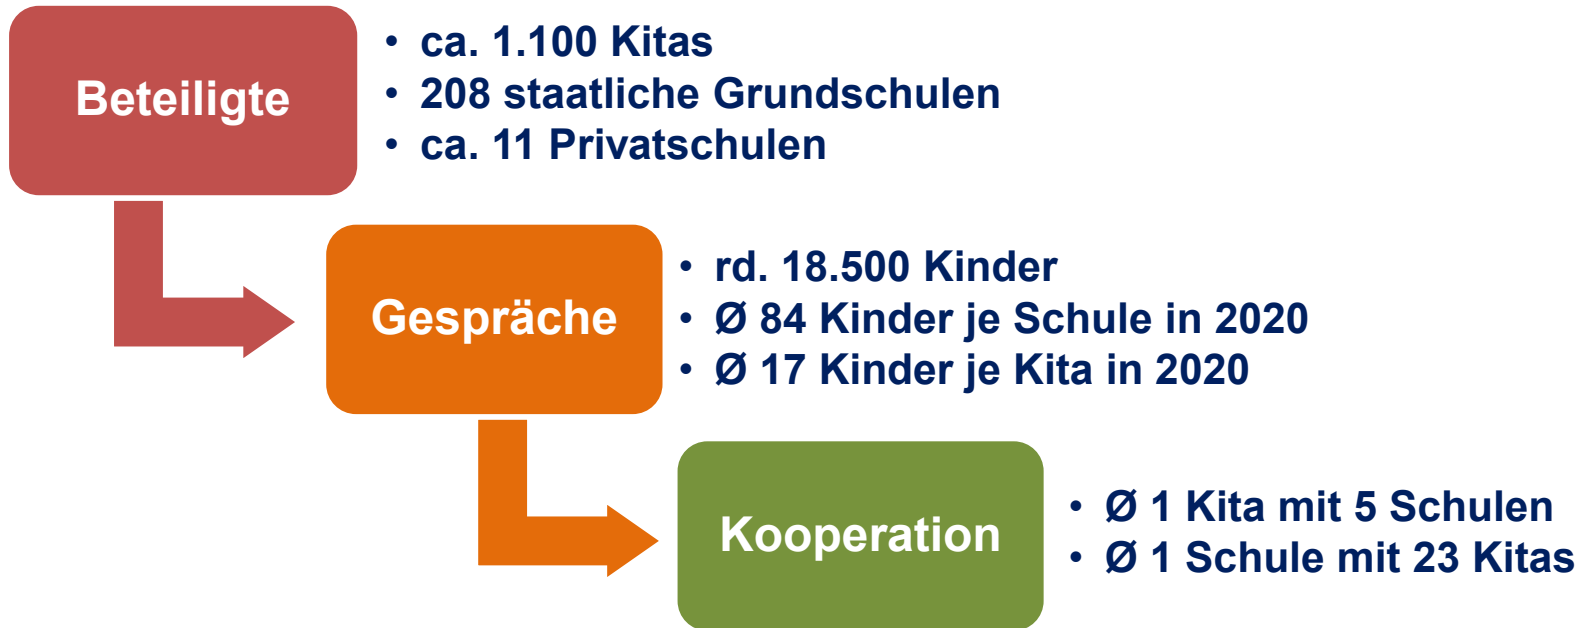 Beteiligte
• ca. 1.100 Kitas
• 208 staatliche Grundschulen
• ca. 11 Privatschulen
Gespräche
• rd. 18.500 Kinder
• Ø 84 Kinder je Schule in 2020
• Ø 17 Kinder je Kita in 2020
Kooperation
• Ø 1 Kita mit 5 Schulen
• Ø 1 Schule mit 23 Kitas